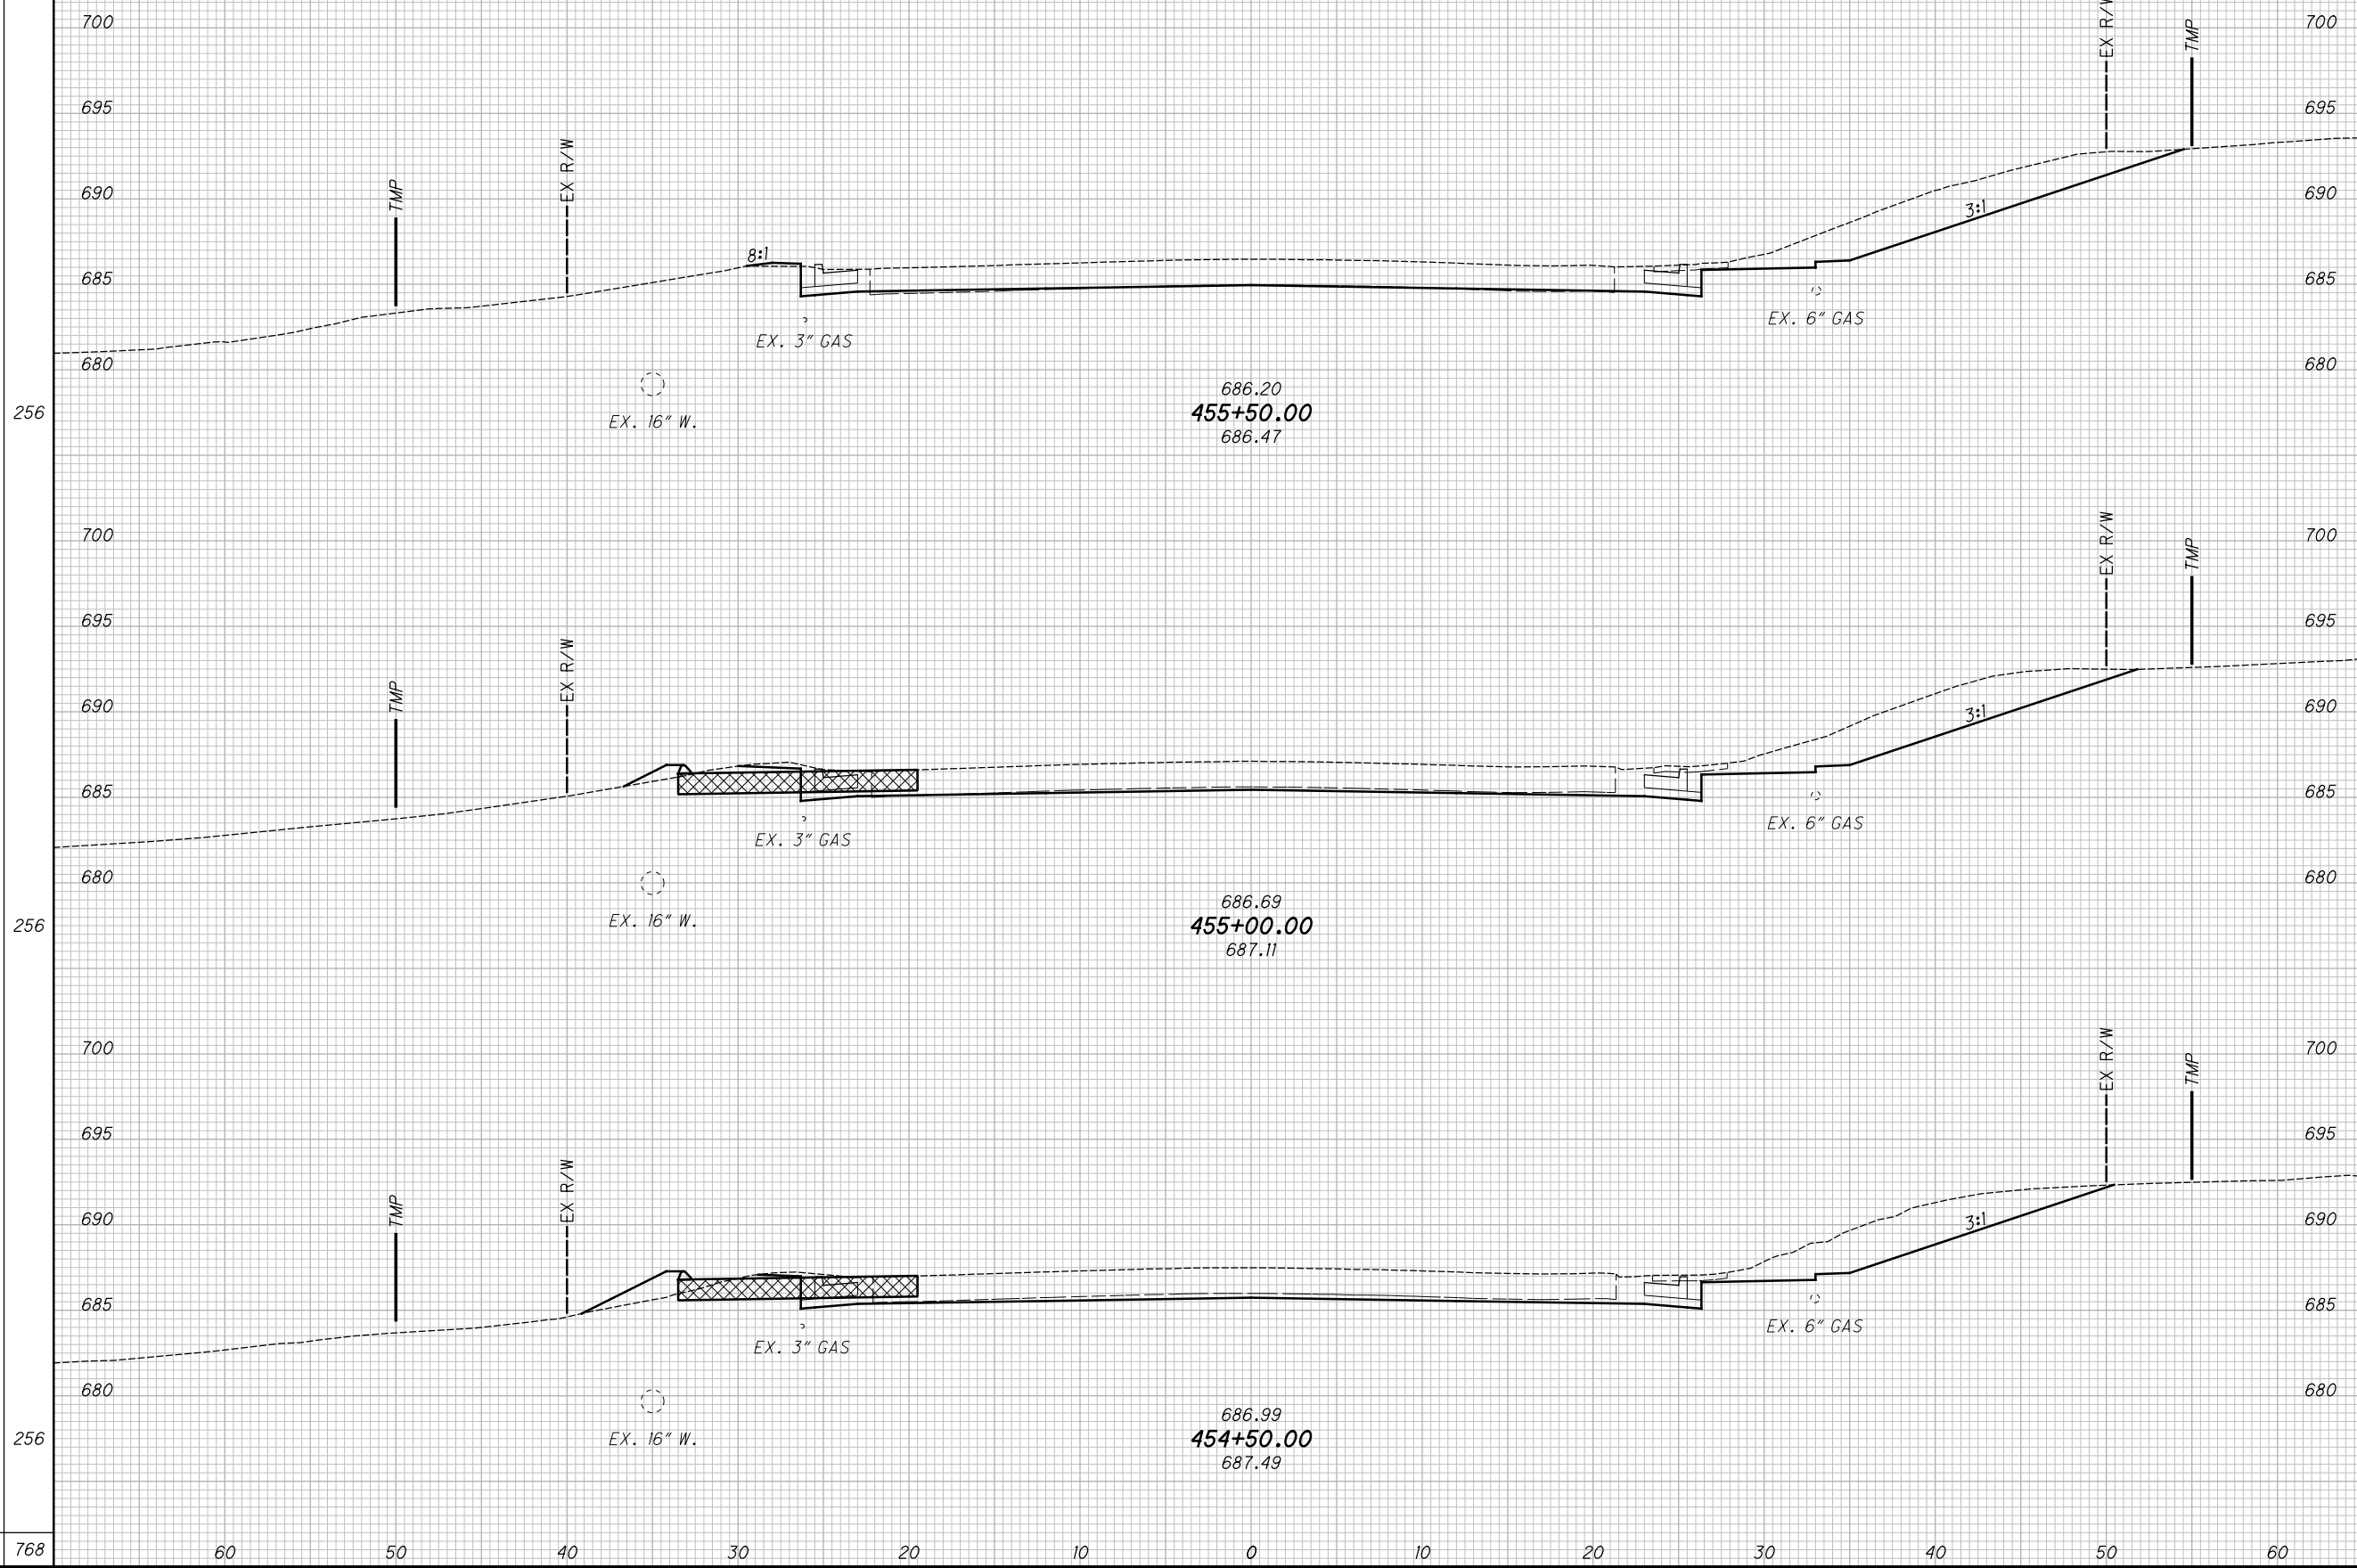 700 EX R/W TMP 700
695 695
EX R/W
TMP
690 690
3:1
8:1
685 685
EX. 6" GAS
EX. 3" GAS
680 680
686.20
256 455+50.00
EX. 16" W.
686.47
700 EX R/W TMP 700
695 695
EX R/W
TMP
690 3:1 690
685 685
EX. 6" GAS
EX. 3" GAS
680 680
686.69
EX. 16" W.
256 455+00.00
687.11
700 EX R/W TMP 700
695 695
EX R/W
TMP
690 3:1 690
685 685
EX. 6" GAS
EX. 3" GAS
680 680
686.99
256 EX. 16" W. 454+50.00
687.49
768 60 50 40 30 20 10 0 10 20 30 40 50 60